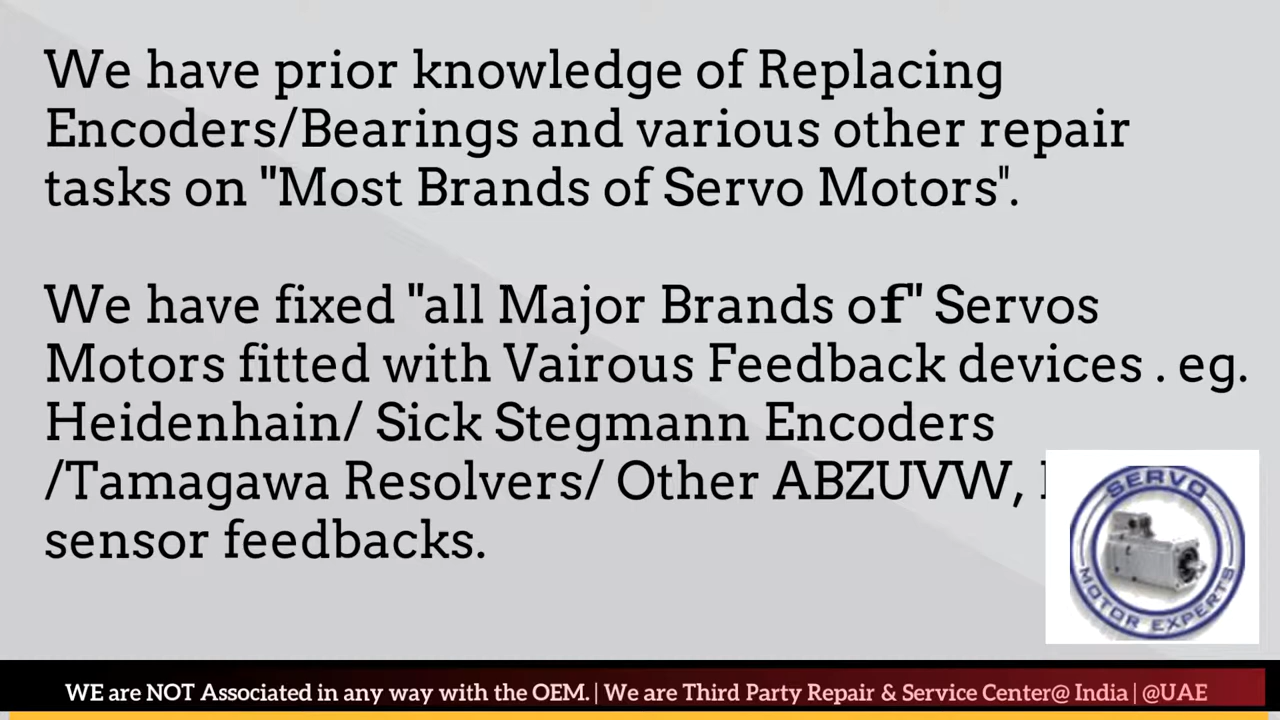 We have prior knowledge of Replacing
Encoders/Bearings and various other repair
tasks on "Most Brands of Servo Motors".
We have fixed "all Major Brands of" Servos
Motors fitted with Vairous Feedback devices . eg.
Heidenhain/ Sick Stegmann Encoders
/Tamagawa Resolvers/ Other ABZUVW,
sensor feedbacks.
SERVO
MOTOR EXPERTS
WE are NOT Associated in any way with the OEM. | We are Third Party Repair & Service Center@ India | @UAE